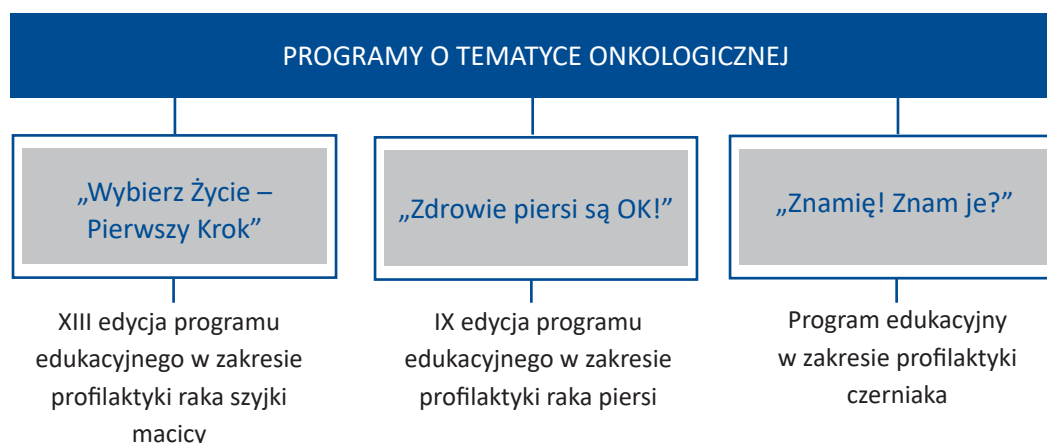 PROGRAMY O TEMATYCE ONKOLOGICZNEJ
„Wybierz Życie –
Pierwszy Krok”
XIII edycja programu
edukacyjnego w zakresie
profilaktyki raka szyjki
macicy
„Zdrowie piersi są OK!”
IX edycja programu
edukacyjnego w zakresie
profilaktyki raka piersi
„Znamię! Znam je?”
Program edukacyjny
w zakresie profilaktyki
czerniaka